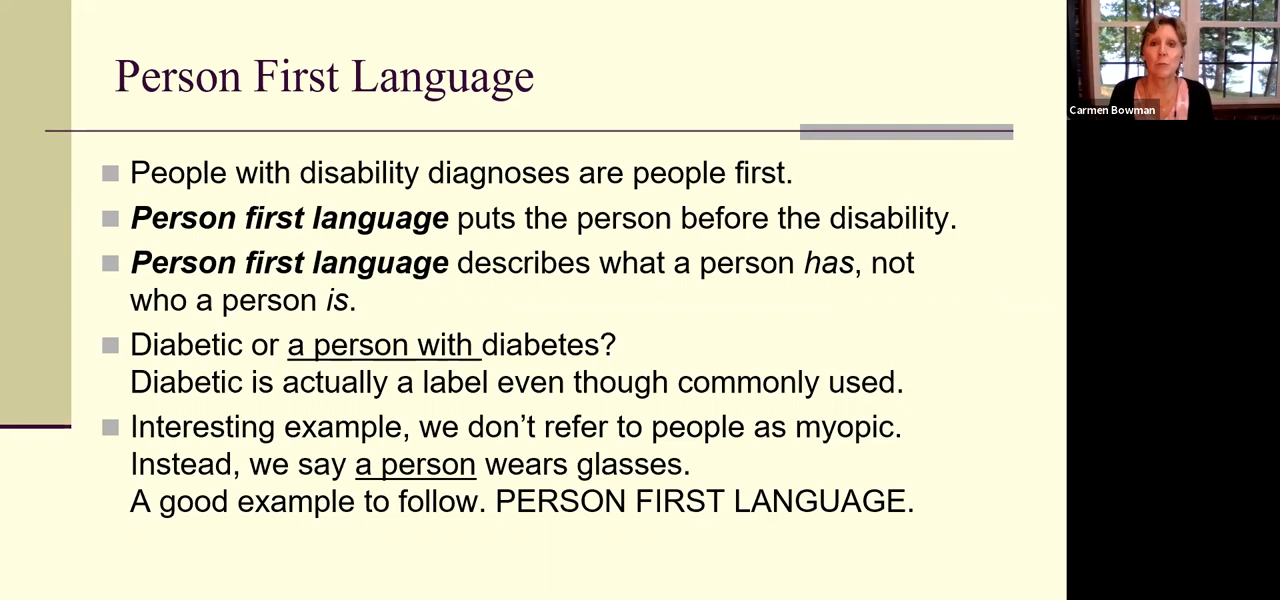 Person First Language
Carmen Bowman
People with disability diagnoses are people first.
Person first language puts the person before the disability.
Person first language describes what a person has, not
who a person is.
Diabetic or a person with diabetes?
Diabetic is actually a label even though commonly used.
Interesting example, we don’t refer to people as myopic.
Instead, we say a person wears glasses.
A good example to follow. PERSON FIRST LANGUAGE.